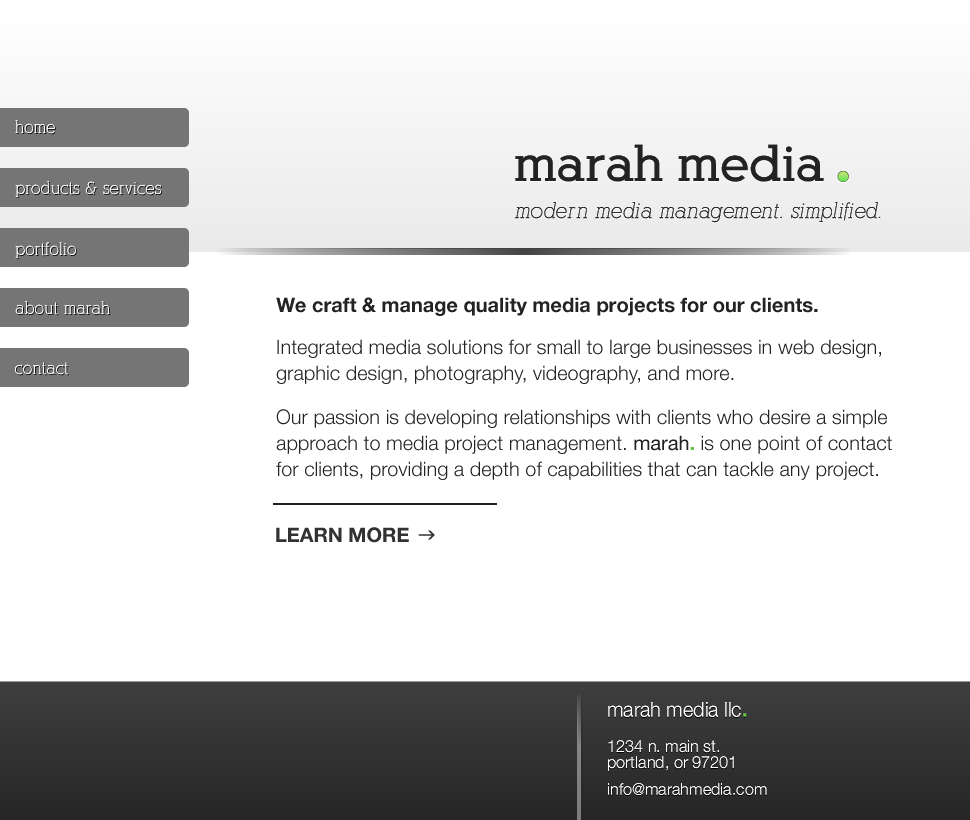 home
products & services
portfolio
about marah
contact
marah media .
modern media management. simplified.
We craft & manage quality media projects for our clients.
Integrated media solutions for small to large businesses in web design,
graphic design, photography, videography, and more.
Our passion is developing relationships with clients who desire a simple
approach to media project management. marah. is one point of contact
for clients, providing a depth of capabilities that can tackle any project.
LEARN MORE →
marah media llc.
1234 n. main st.
portland, or 97201
info@marahmedia.com